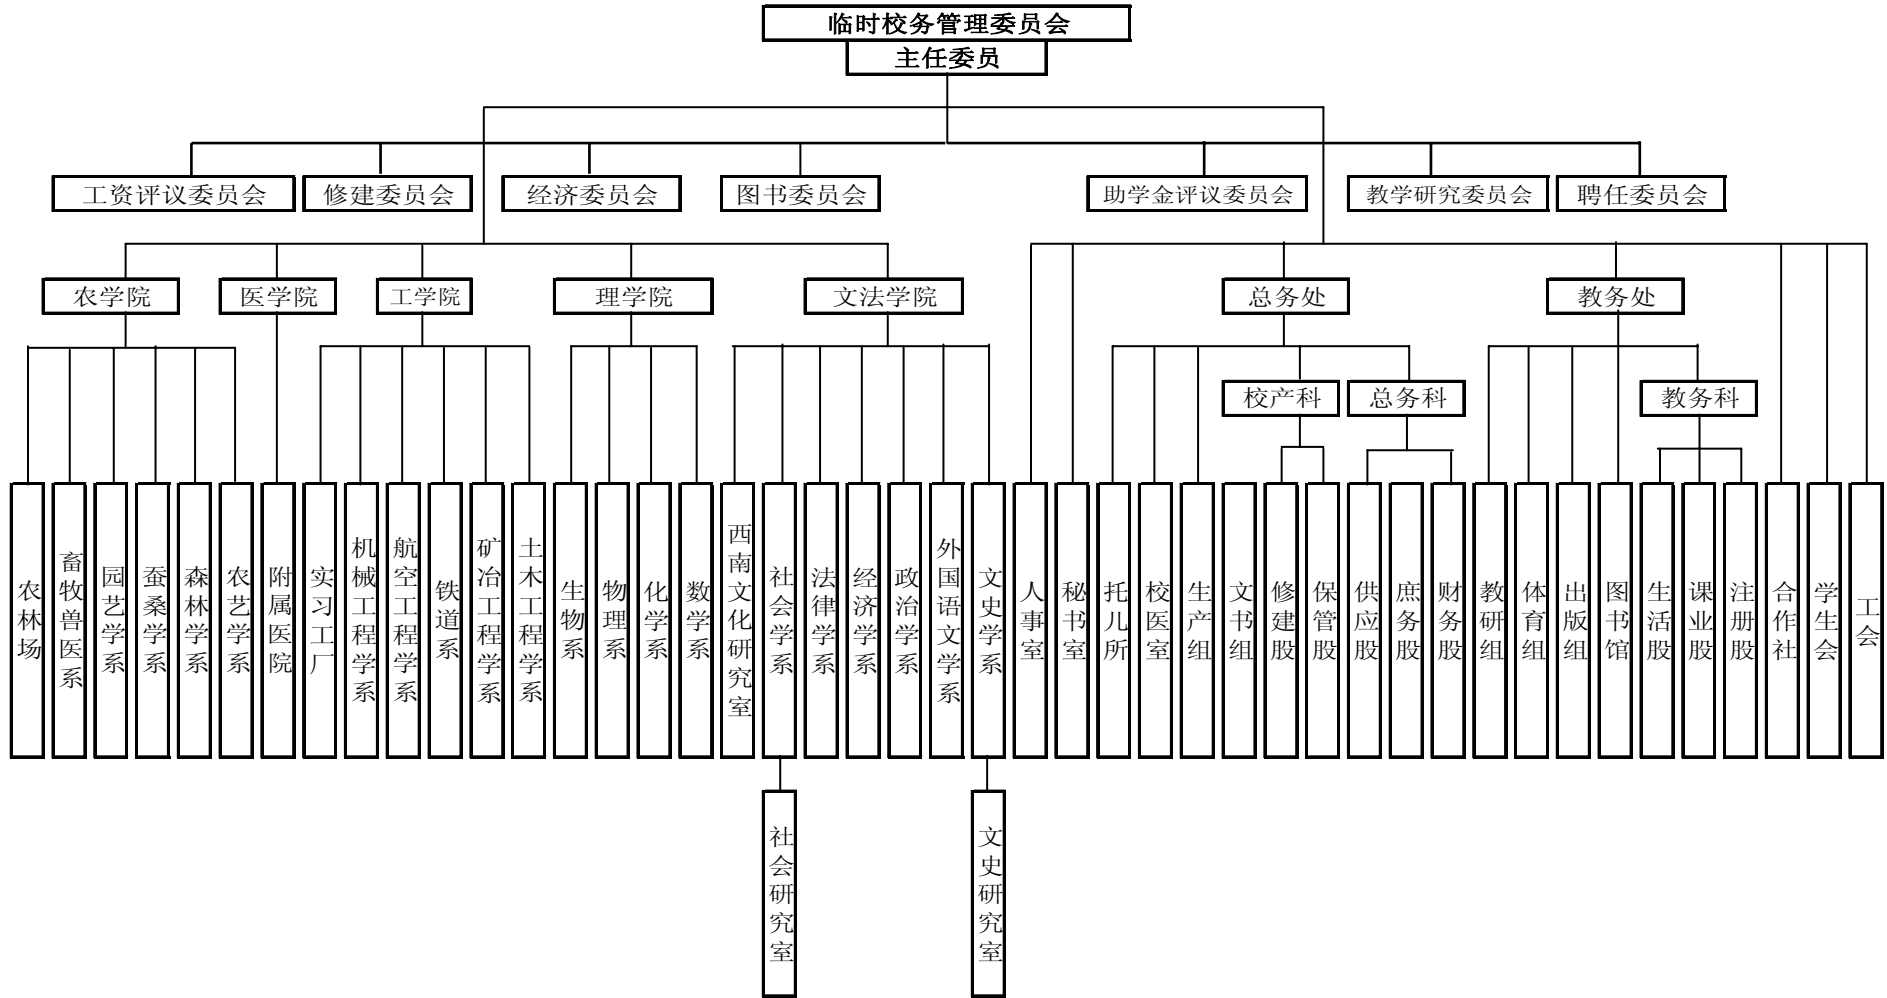 临时校务管理委员会
主任委员
工资评议委员会
修建委员会
经济委员会
图书委员会
助学金评议委员会
教学研究委员会
聘任委员会
农学院
医学院
工学院
理学院
文法学院
总务处
教务处
校产科
总务科
教务科
农林场
畜牧兽医系
园艺学系
蚕桑学系
森林学系
农艺学系
附属医院
实习工厂
机械工程学系
航空工程学系
铁道系
矿冶工程学系
土木工程学系
生物系
物理系
化学系
数学系
西南文化研究室
社会学系
法律学系
经济学系
政治学系
外国语文学系
文史学系
人事室
秘书室
托儿所
校医室
生产组
文书组
修建股
保管股
供应股
庶务股
财务股
教研组
体育组
出版组
图书馆
生活股
课业股
注册股
合作社
学生会
工会
社会研究室
文史研究室